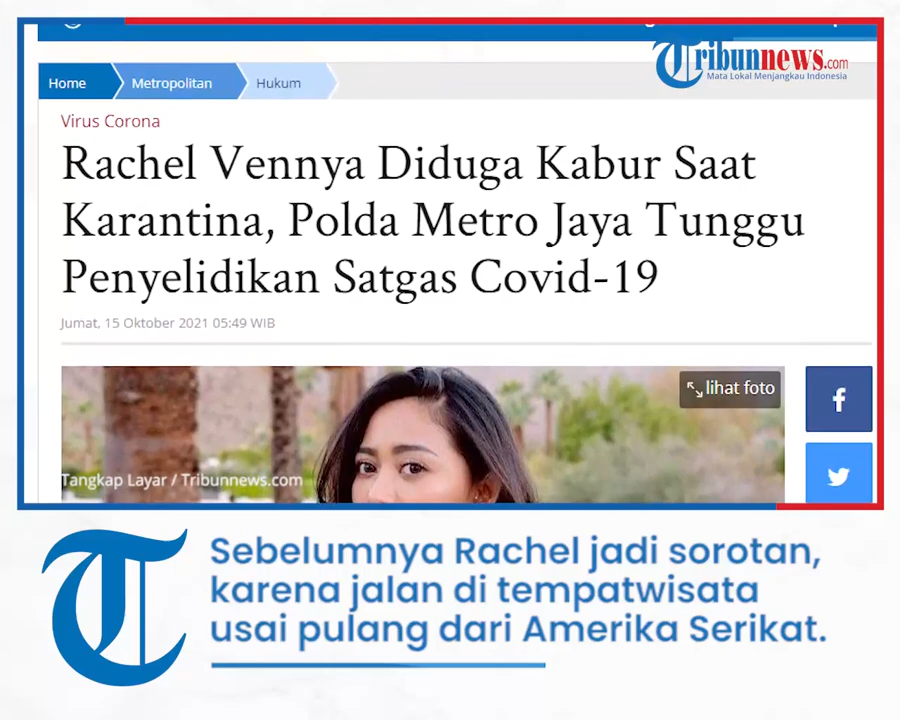 Tribunnews.com
Mata Lokal Menjangkau Indonesia
Home Metropolitan Hukum
Virus Corona
Rachel Vennya Diduga Kabur Saat
Karantina, Polda Metro Jaya Tunggu
Penyelidikan Satgas Covid-19
Jumat, 15 Oktober 2021 05:49 WIB
lihat foto
Tangkap Layar / Tribunnews.com
Sebelumnya Rachel jadi sorotan,
karena jalan di tempatwisata
usai pulang dari Amerika Serikat.